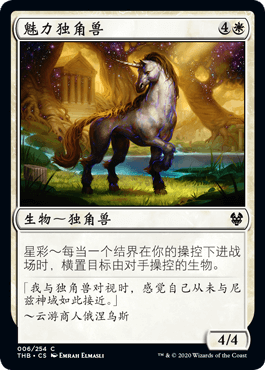 魅力独角兽 4
生物～独角兽
星彩～每当一个结界在你的操控下进战
场时，横置目标由对手操控的生物。
「我与独角兽对视时，感觉自己从未与尼
兹神域如此接近。」
～云游商人俄涅乌斯
4/4
006/254 C
THB • CS EMRAH ELMASLI
™ & © 2020 Wizards of the Coast